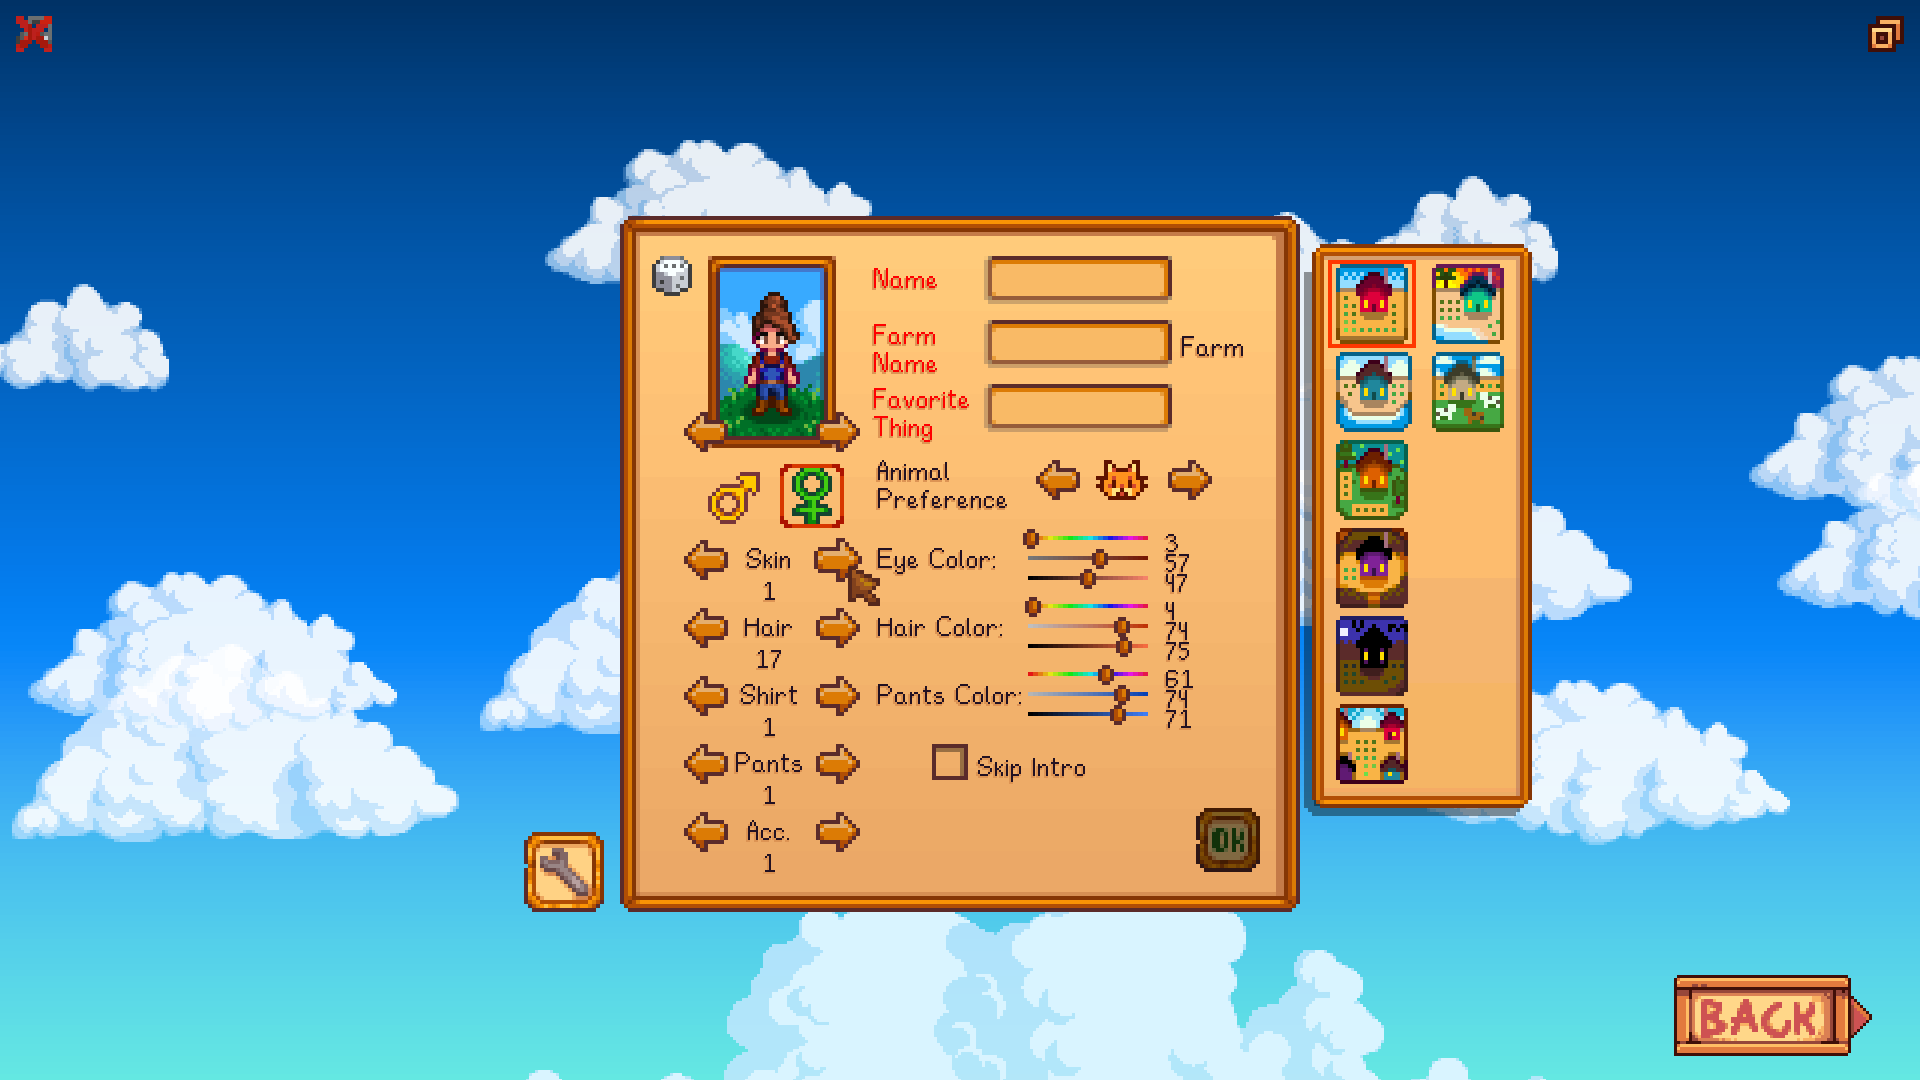 Name
Farm
Name
Farm
Favorite
Thing
Animal
Preference
Skin
1
Eye Color:
3
57
47
Hair
17
Hair Color:
4
74
75
Shirt
1
Pants Color:
61
74
71
Pants
1
Skip Intro
Acc.
1
OK
BACK